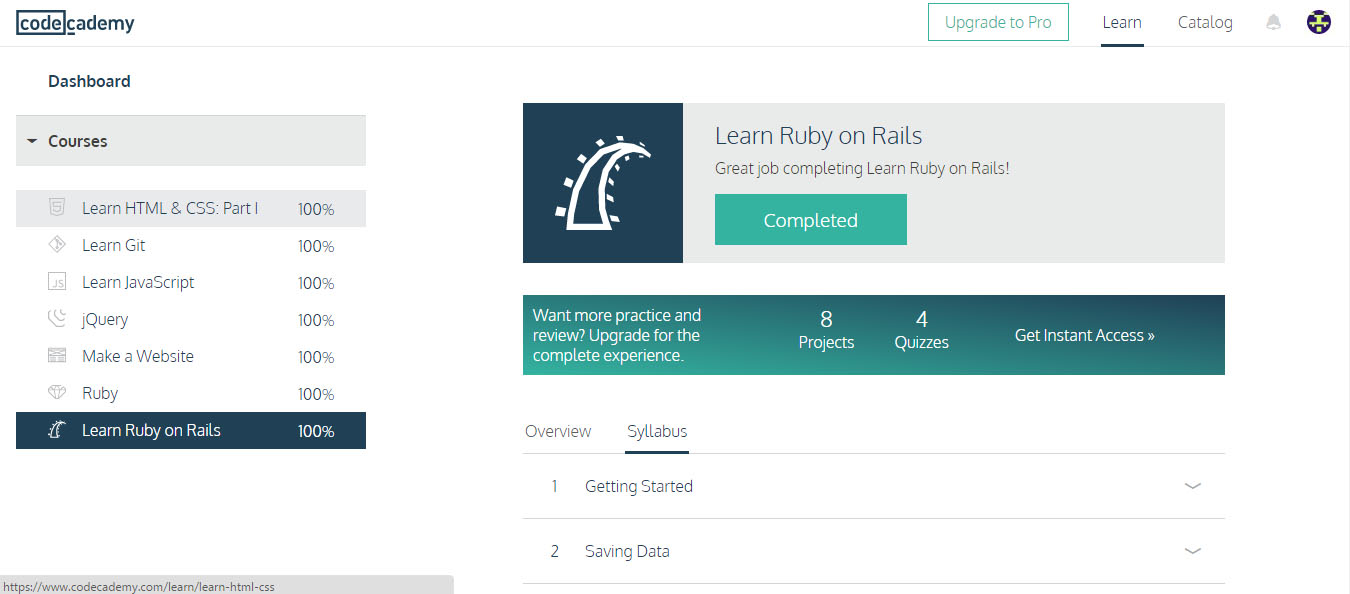 codecademy
Upgrade to Pro
Learn
Catalog
Dashboard
Courses
Learn HTML & CSS: Part I 100%
Learn Git 100%
JS Learn JavaScript 100%
jQuery 100%
Make a Website 100%
Ruby 100%
Learn Ruby on Rails 100%
Learn Ruby on Rails
Great job completing Learn Ruby on Rails!
Completed
Want more practice and
review? Upgrade for the
complete experience.
8
Projects
4
Quizzes
Get Instant Access »
Overview
Syllabus
1 Getting Started
2 Saving Data
https://www.codecademy.com/learn/learn-html-css